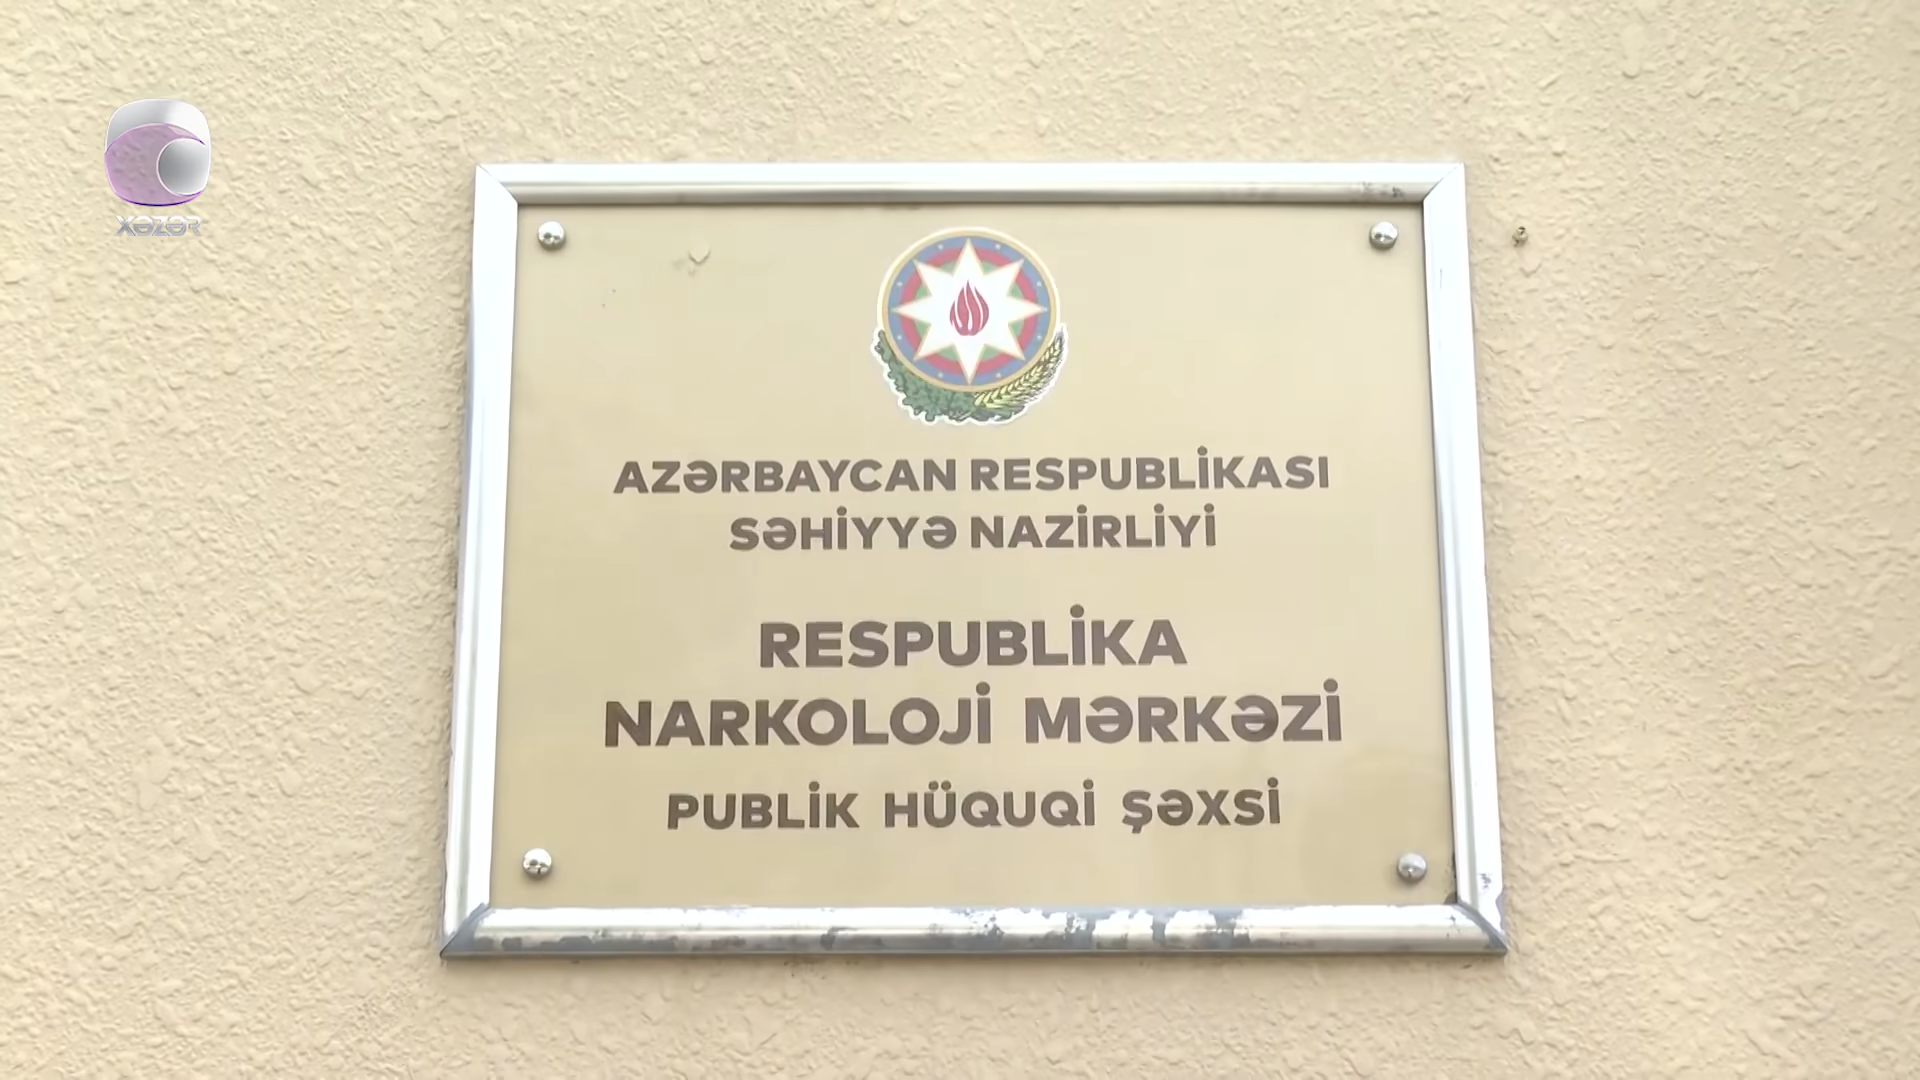 XƏZƏR
AZƏRBAYCAN RESPUBLİKASI
SƏHİYYƏ NAZİRLİYİ
RESPUBLİKA
NARKOLOJİ MƏRKƏZİ
PUBLİK HÜQUQİ ŞƏXSİ